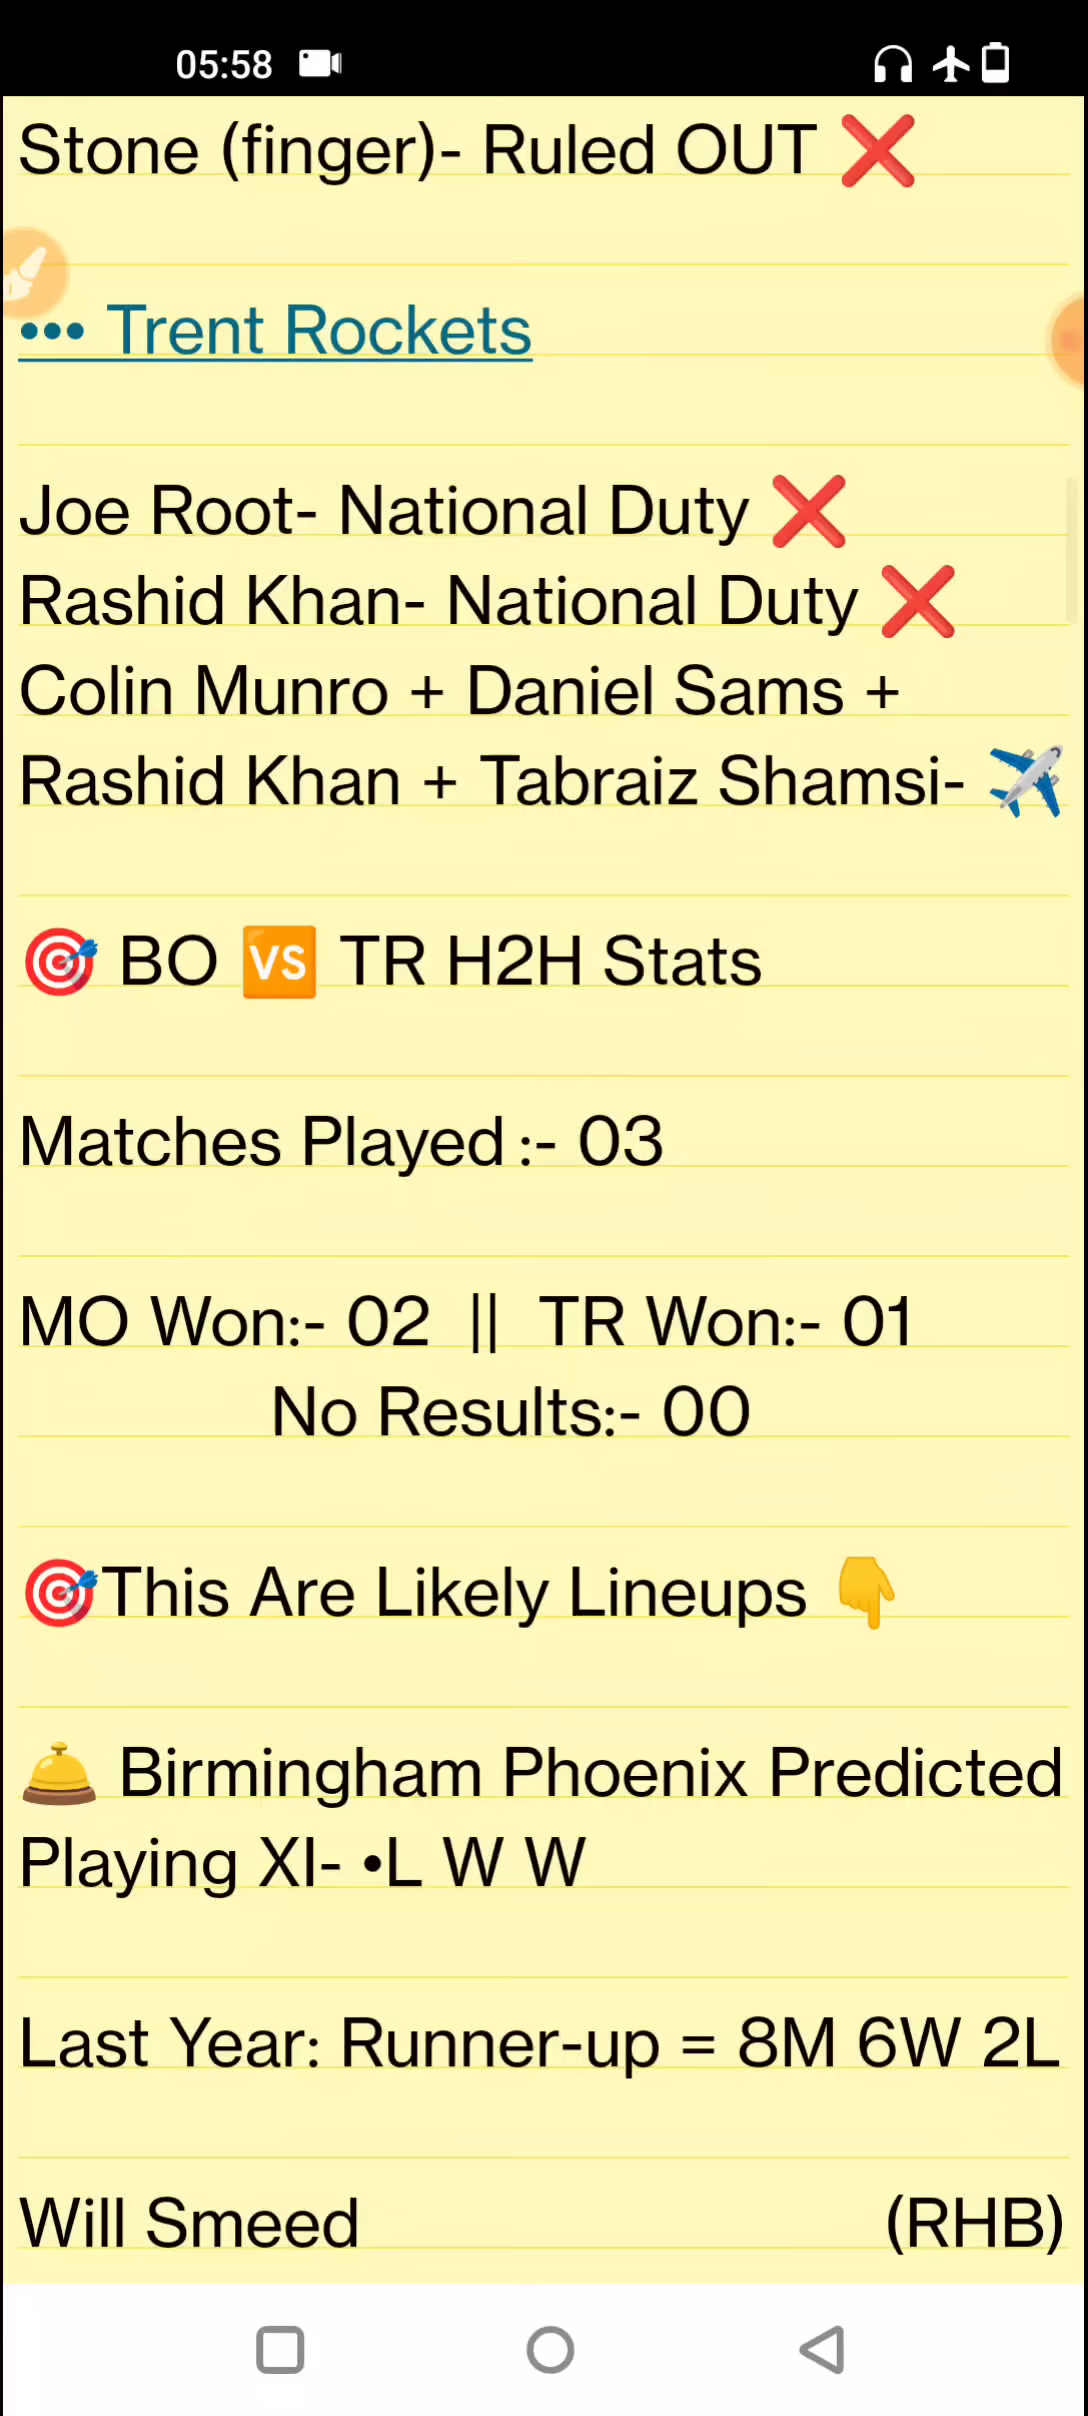 05:58
Stone (finger)- Ruled OUT ❌
••• Trent Rockets
Joe Root- National Duty ❌
Rashid Khan- National Duty ❌
Colin Munro + Daniel Sams +
Rashid Khan + Tabraiz Shamsi- ✈️
🎯 BO 🆚 TR H2H Stats
Matches Played :- 03
MO Won:- 02 || TR Won:- 01
No Results:- 00
🎯This Are Likely Lineups 👇
🛎️ Birmingham Phoenix Predicted
Playing XI- •L W W
Last Year: Runner-up = 8M 6W 2L
Will Smeed (RHB)